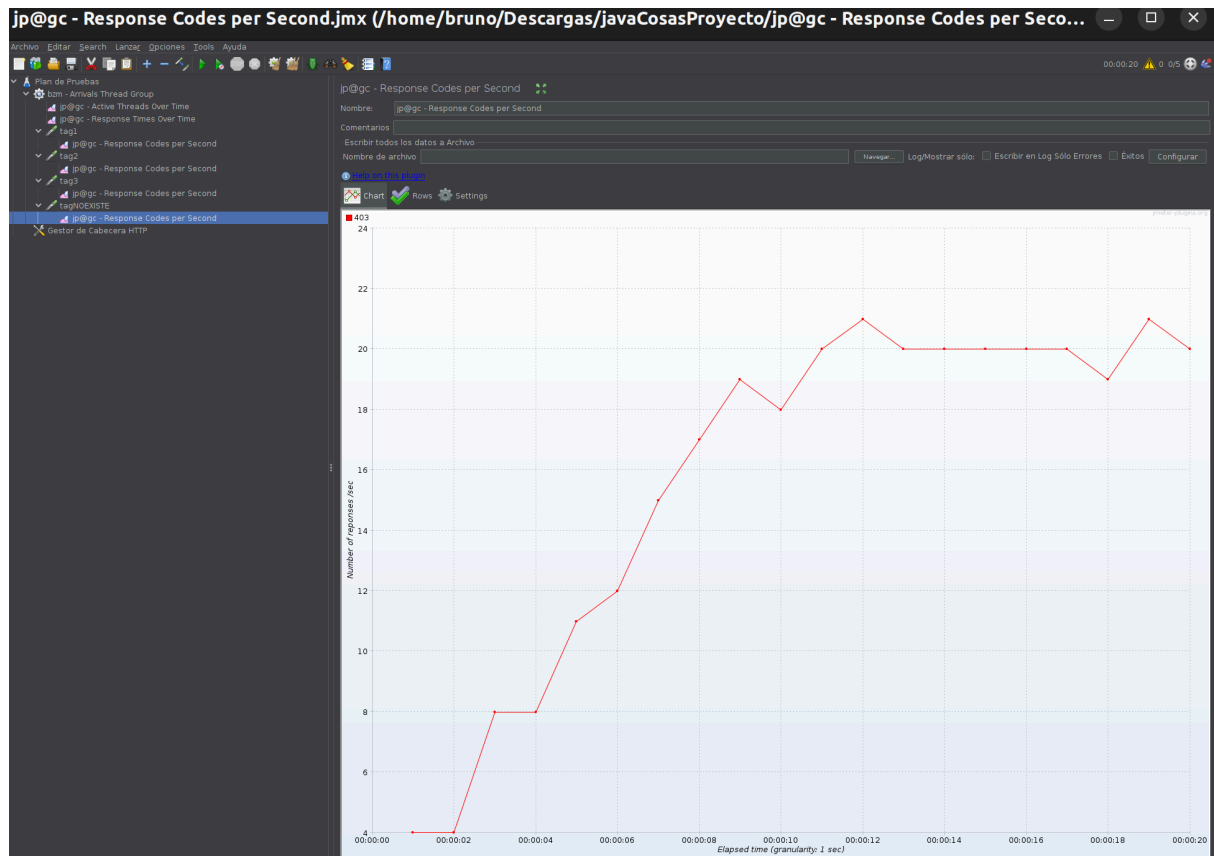 jp@gc - Response Codes per Second.jmx (/home/bruno/Descargas/javaCosasProyecto/jp@gc - Response Codes per Seco...
Archivo Editar Search Lanzar Opciones Tools Ayuda
00:00:20 0 0/5
Plan de Pruebas
bzm - Arrivals Thread Group
jp@gc - Active Threads Over Time
jp@gc - Response Times Over Time
tag1
jp@gc - Response Codes per Second
tag2
jp@gc - Response Codes per Second
tag3
jp@gc - Response Codes per Second
tagNOEXISTE
jp@gc - Response Codes per Second
Gestor de Cabecera HTTP
jp@gc - Response Codes per Second
Nombre: jp@gc - Response Codes per Second
Comentarios
Escribir todos los datos a Archivo
Nombre de archivo Navegar... Log/Mostrar sólo: Escribir en Log Sólo Errores Éxitos Configurar
Help on this plugin
Chart Rows Settings
403
jmeter-plugins.org
24
22
20
18
16
14
12
10
8
6
4
Number of reponses /sec
00:00:00 00:00:02 00:00:04 00:00:06 00:00:08 00:00:10 00:00:12 00:00:14 00:00:16 00:00:18 00:00:20
Elapsed time (granularity: 1 sec)